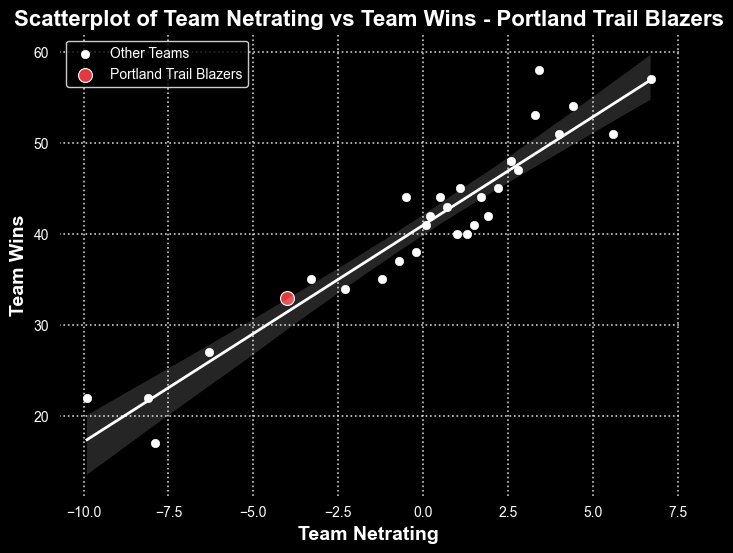 Scatterplot of Team Netrating vs Team Wins - Portland Trail Blazers
Other Teams
Portland Trail Blazers
60
50
40
30
20
Team Wins
−10.0 −7.5 −5.0 −2.5 0.0 2.5 5.0 7.5
Team Netrating